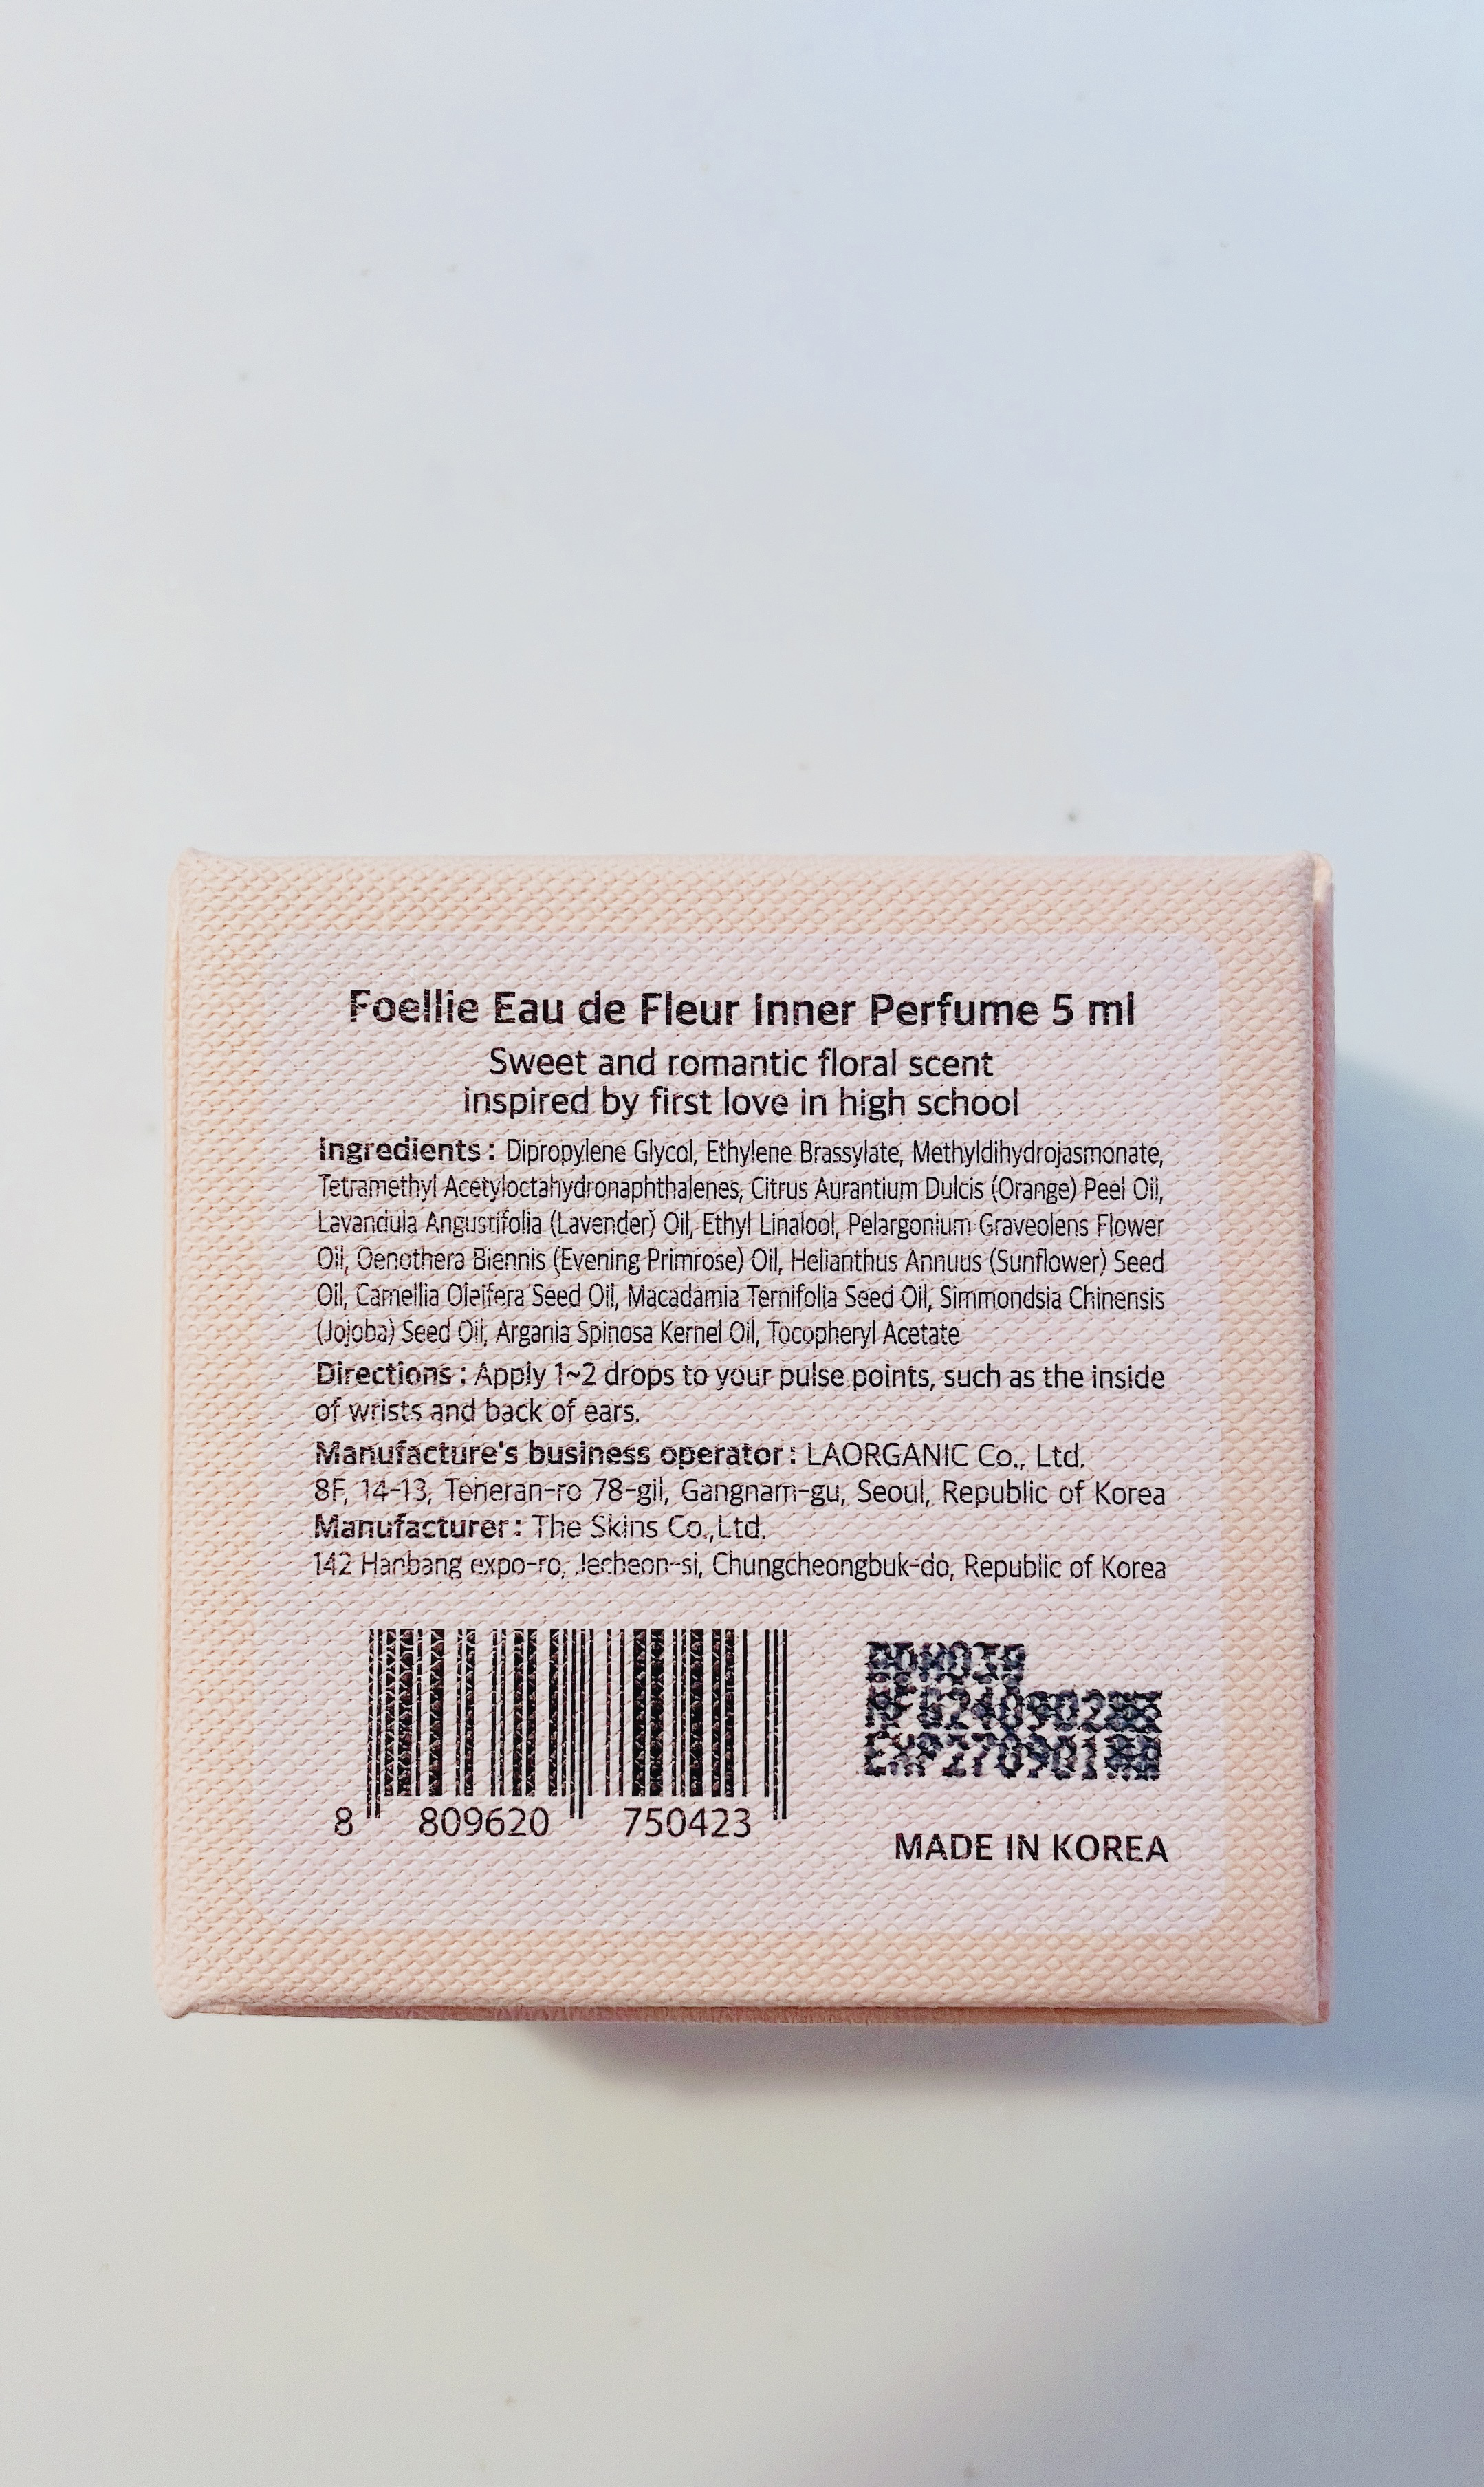 Foellie Eau de Fleur Inner Perfume 5 ml
Sweet and romantic floral scent
inspired by first love in high school
Ingredients : Dipropylene Glycol, Ethylene Brassylate, Methyldihydrojasmonate,
Tetramethyl Acetyloctahydronaphthalenes, Citrus Aurantium Dulcis (Orange) Peel Oil,
Lavandula Angustifolia (Lavender) Oil, Ethyl Linalool, Pelargonium Graveolens Flower
Oil, Oenothera Biennis (Evening Primrose) Oil, Helianthus Annuus (Sunflower) Seed
Oil, Camellia Oleifera Seed Oil, Macadamia Ternifolia Seed Oil, Simmondsia Chinensis
(Jojoba) Seed Oil, Argania Spinosa Kernel Oil, Tocopheryl Acetate
Directions : Apply 1~2 drops to your pulse points, such as the inside
of wrists and back of ears.
Manufacture's business operator : LAORGANIC Co., Ltd.
8F, 14-13, Teheran-ro 78-gil, Gangnam-gu, Seoul, Republic of Korea
Manufacturer : The Skins Co.,Ltd.
142 Hanbang expo-ro, Jecheon-si, Chungcheongbuk-do, Republic of Korea
8 809620 750423
MADE IN KOREA